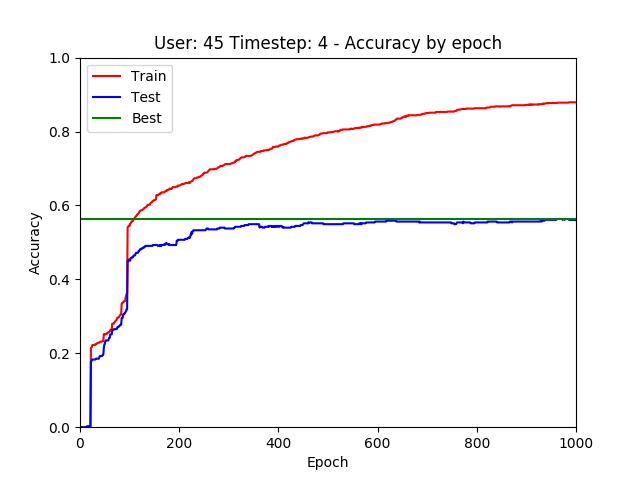 User: 45 Timestep: 4 - Accuracy by epoch
Train
Test
Best
1.0
0.8
0.6
0.4
0.2
0.0
Accuracy
0 200 400 600 800 1000
Epoch